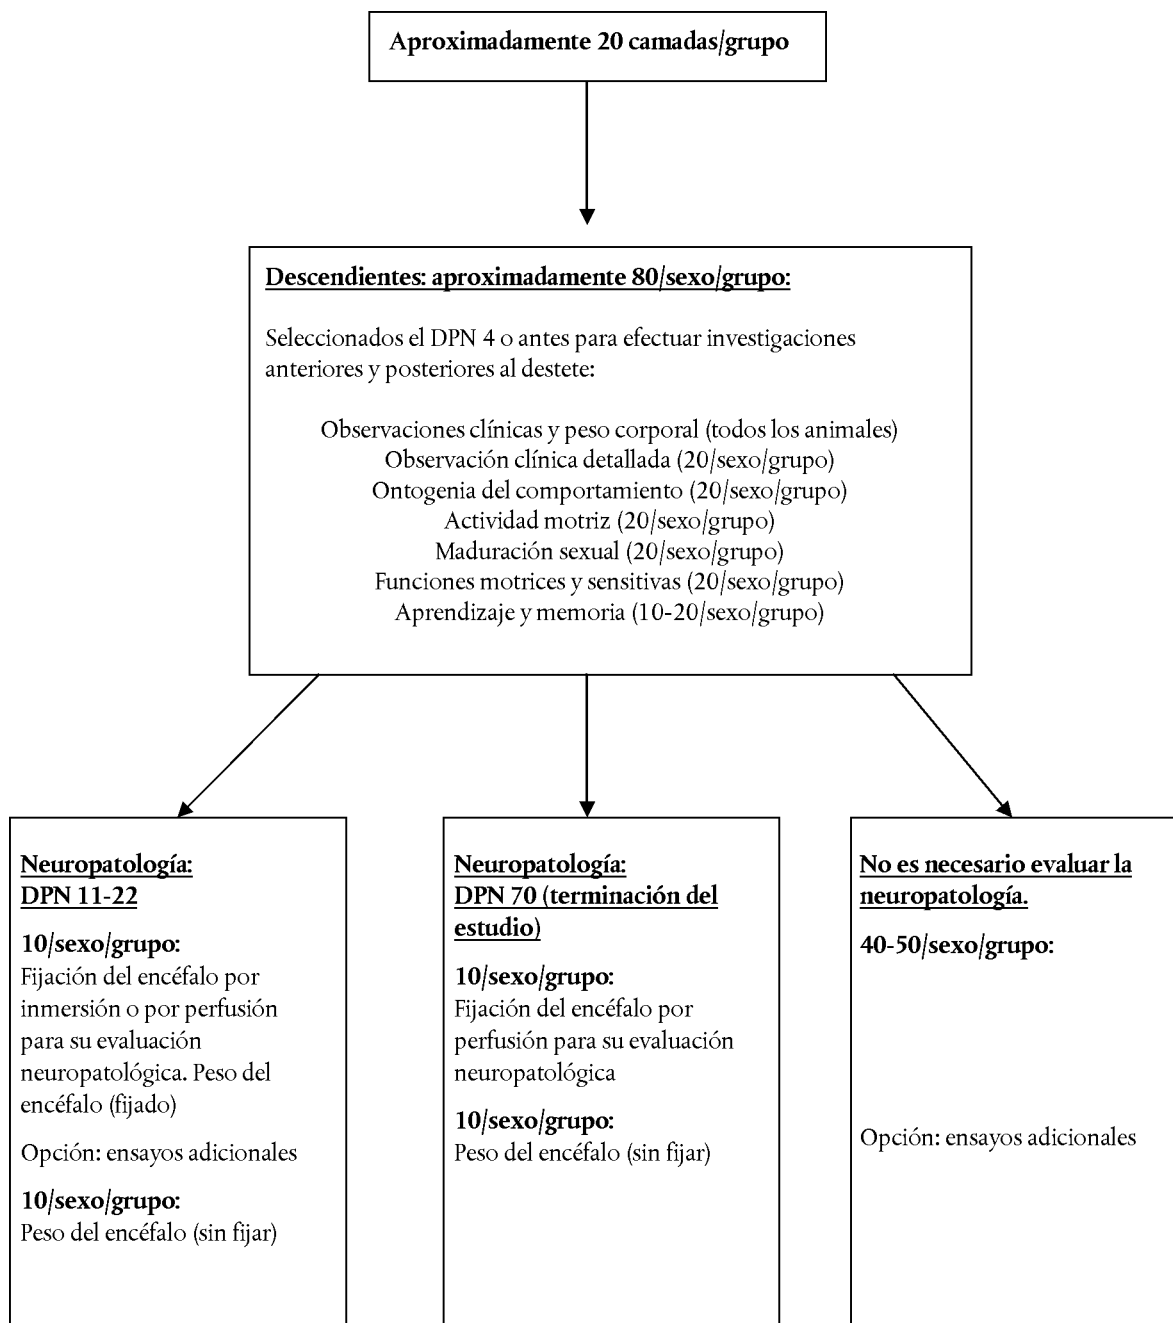 Aproximadamente 20 camadas/grupo
Descendientes: aproximadamente 80/sexo/grupo:
Seleccionados el DPN 4 o antes para efectuar investigaciones
anteriores y posteriores al destete:
Observaciones clínicas y peso corporal (todos los animales)
Observación clínica detallada (20/sexo/grupo)
Ontogenia del comportamiento (20/sexo/grupo)
Actividad motriz (20/sexo/grupo)
Maduración sexual (20/sexo/grupo)
Funciones motrices y sensitivas (20/sexo/grupo)
Aprendizaje y memoria (10-20/sexo/grupo)
Neuropatología:
DPN 11-22
10/sexo/grupo:
Fijación del encéfalo por
inmersión o por perfusión
para su evaluación
neuropatológica. Peso del
encéfalo (fijado)
Opción: ensayos adicionales
10/sexo/grupo:
Peso del encéfalo (sin fijar)
Neuropatología:
DPN 70 (terminación del
estudio)
10/sexo/grupo:
Fijación del encéfalo por
perfusión para su evaluación
neuropatológica
10/sexo/grupo:
Peso del encéfalo (sin fijar)
No es necesario evaluar la
neuropatología.
40-50/sexo/grupo:
Opción: ensayos adicionales